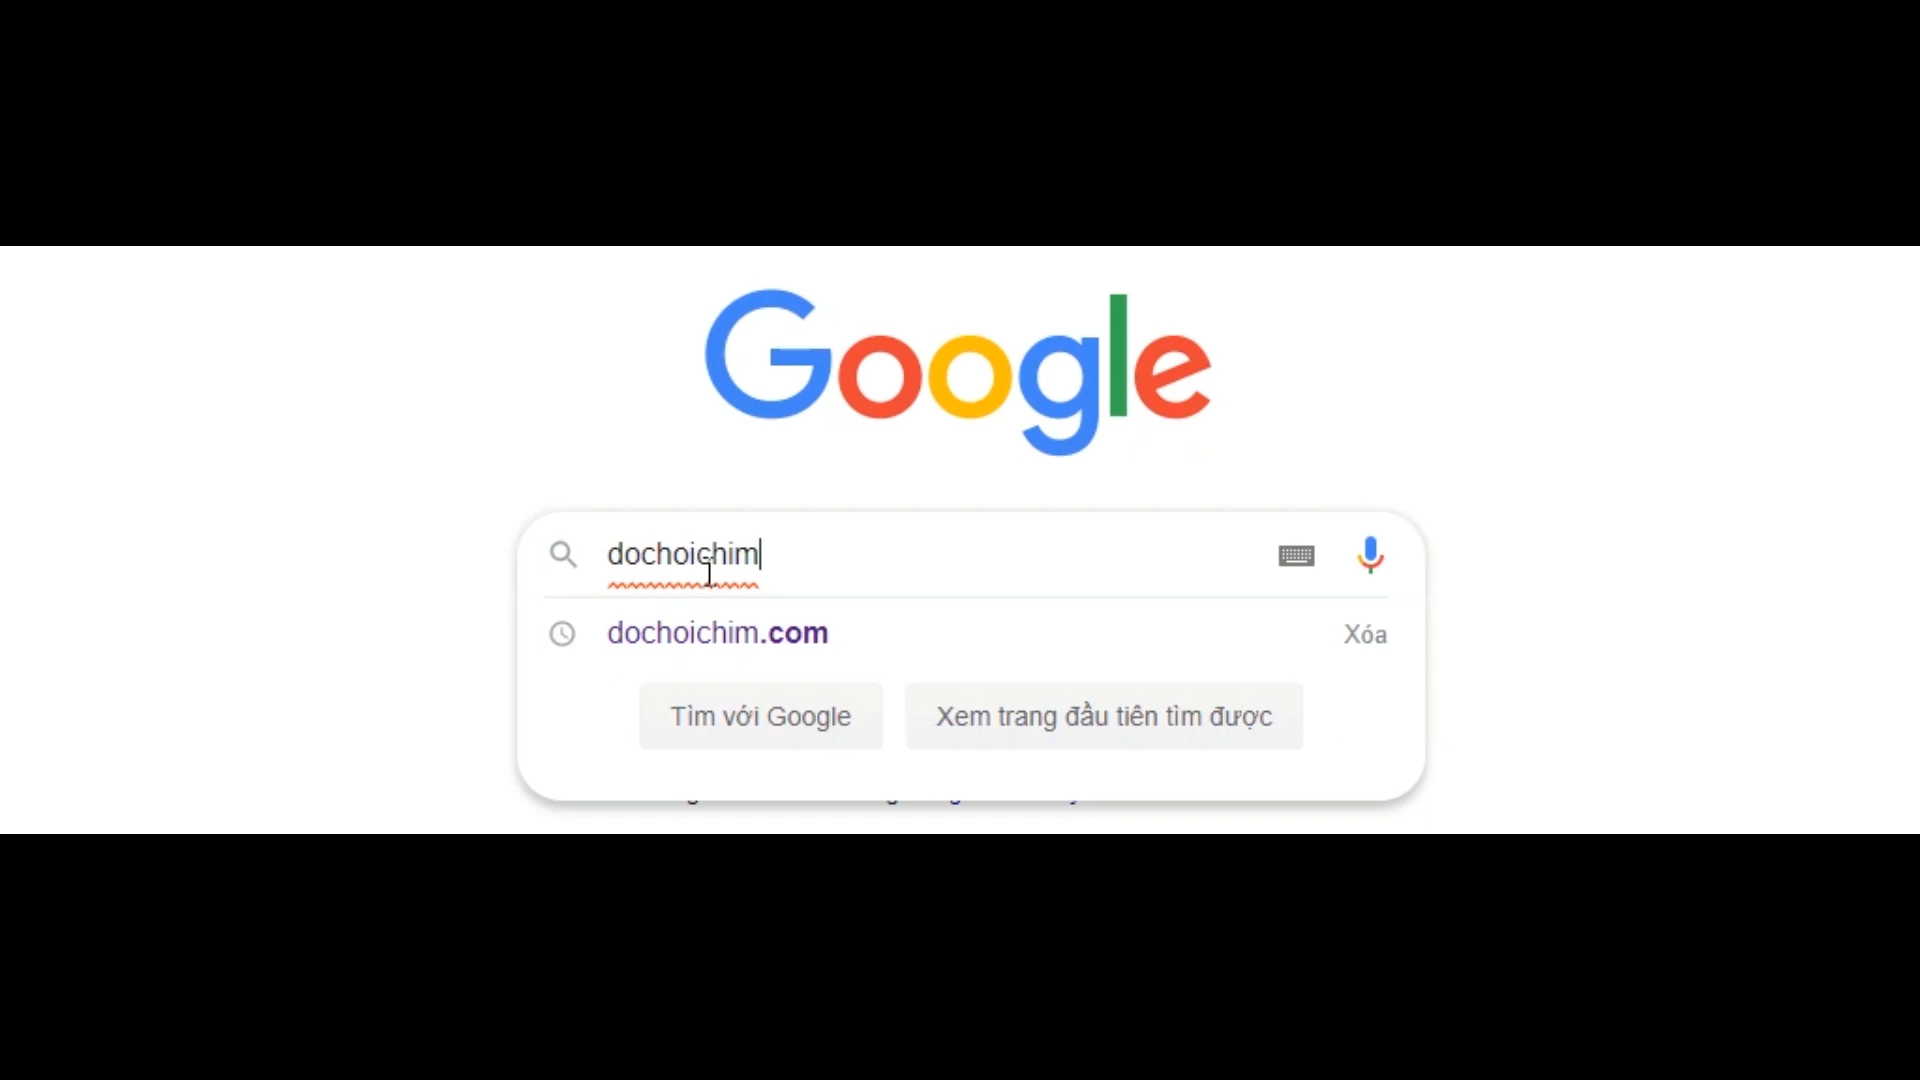 Google
dochoichim
dochoichim.com
Xóa
Tìm với Google
Xem trang đầu tiên tìm được